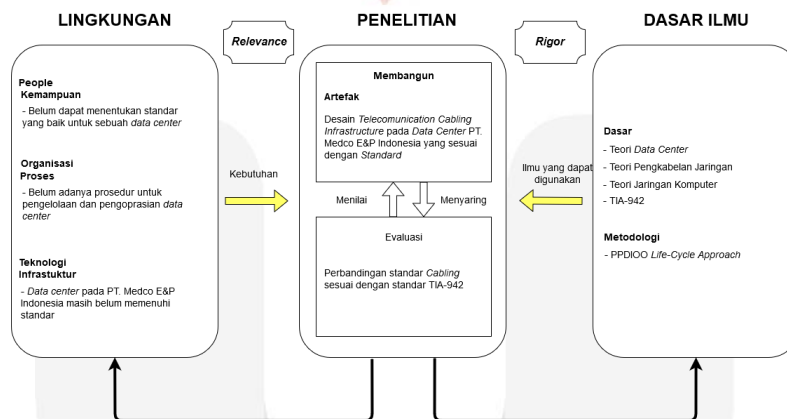 LINGKUNGAN
Relevance
PENELITIAN
Rigor
DASAR ILMU
People
Kemampuan
- Belum dapat menentukan standar
yang baik untuk sebuah data center
Organisasi
Proses
- Belum adanya prosedur untuk
pengelolaan dan pengoprasian data
center
Teknologi
Infrastuktur
- Data center pada PT. Medco E&P
Indonesia masih belum memenuhi
standar
Kebutuhan
Membangun
Artefak
Desain Telecomunication Cabling
Infrastructure pada Data Center PT.
Medco E&P Indonesia yang sesuai
dengan Standard
Menilai
Menyaring
Evaluasi
Perbandingan standar Cabling
sesuai dengan standar TIA-942
Ilmu yang dapat
digunakan
Dasar
- Teori Data Center
- Teori Pengkabelan Jaringan
- Teori Jaringan Komputer
- TIA-942
Metodologi
- PPDIOO Life-Cycle Approach